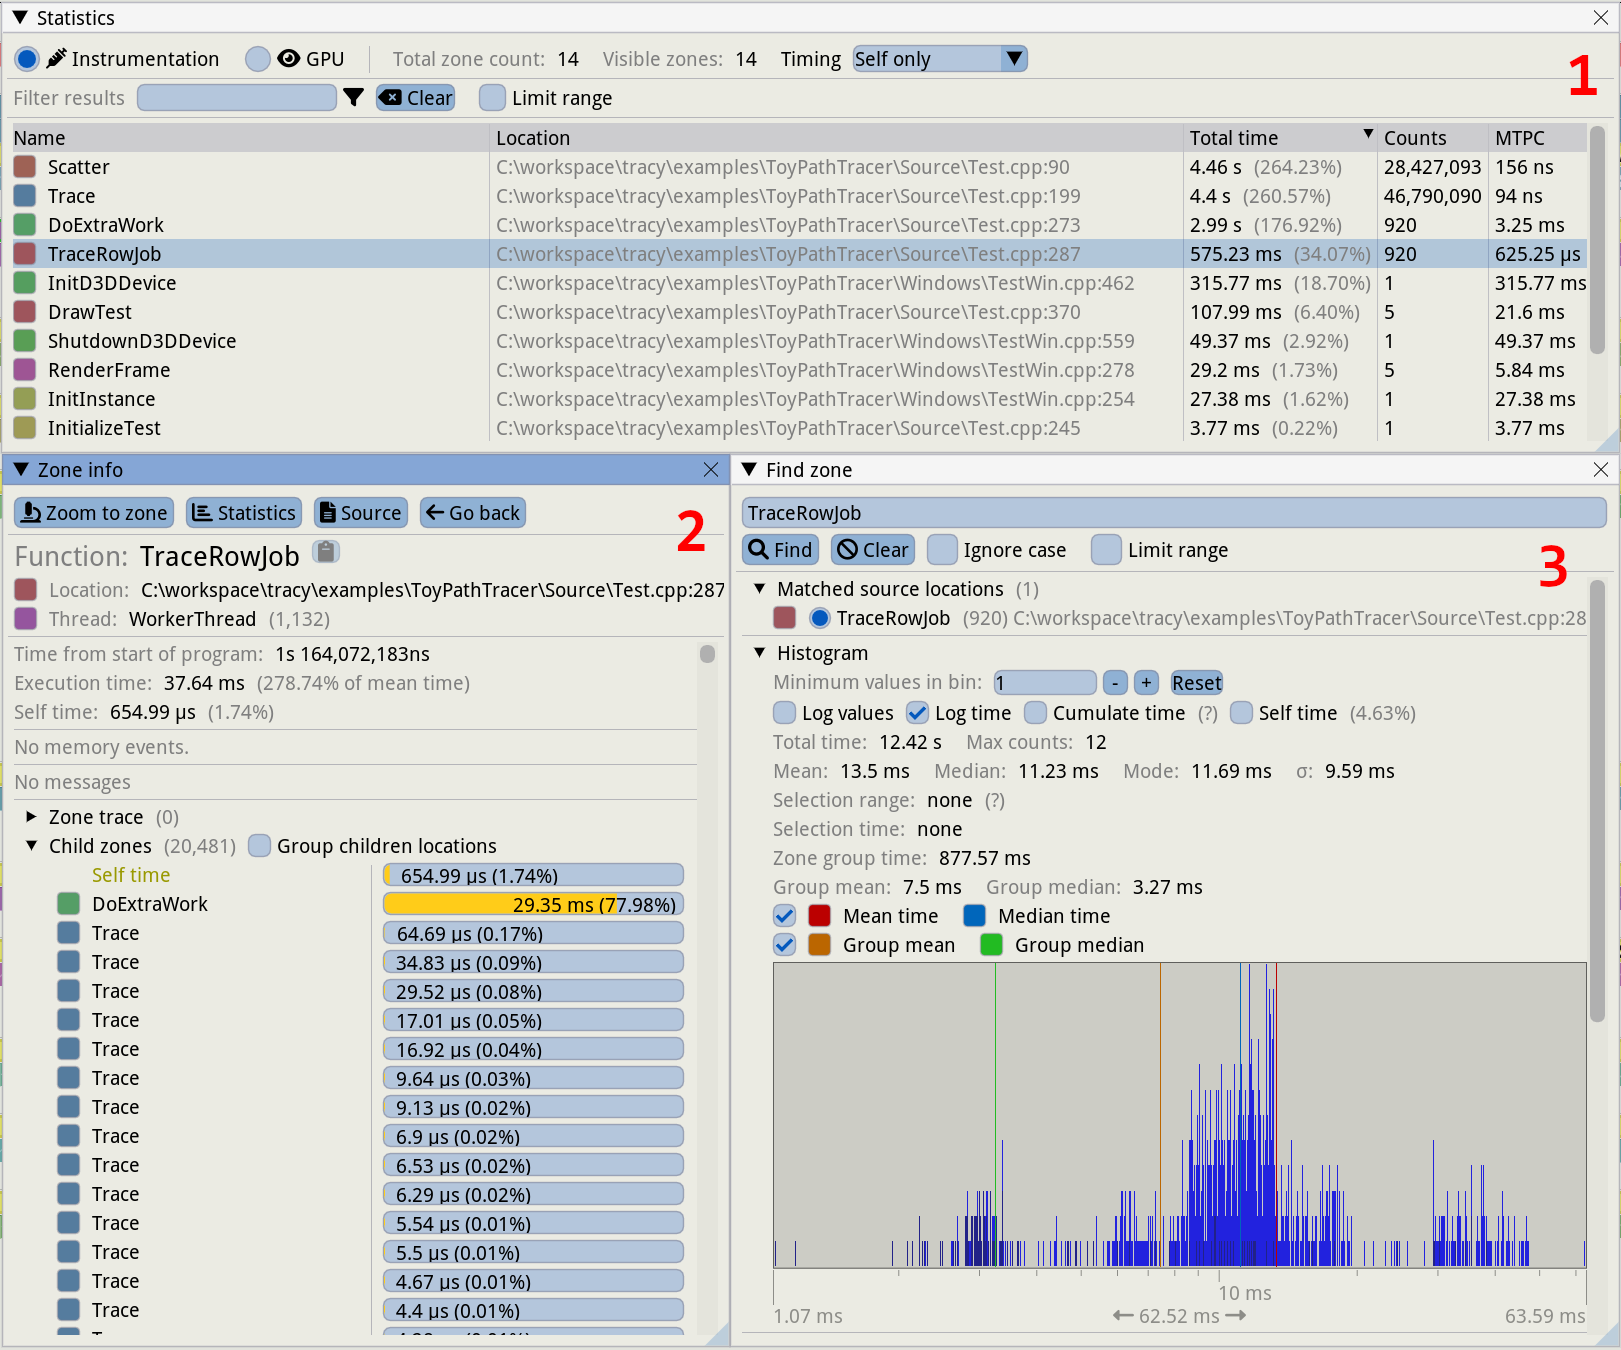 Statistics
Instrumentation GPU Total zone count: 14 Visible zones: 14 Timing Self only
1
Filter results Clear Limit range
Name Location Total time Counts MTPC
Scatter C:\workspace\tracy\examples\ToyPathTracer\Source\Test.cpp:90 4.46 s (264.23%) 28,427,093 156 ns
Trace C:\workspace\tracy\examples\ToyPathTracer\Source\Test.cpp:199 4.4 s (260.57%) 46,790,090 94 ns
DoExtraWork C:\workspace\tracy\examples\ToyPathTracer\Source\Test.cpp:273 2.99 s (176.92%) 920 3.25 ms
TraceRowJob C:\workspace\tracy\examples\ToyPathTracer\Source\Test.cpp:287 575.23 ms (34.07%) 920 625.25 µs
InitD3DDevice C:\workspace\tracy\examples\ToyPathTracer\Windows\TestWin.cpp:462 315.77 ms (18.70%) 1 315.77 ms
DrawTest C:\workspace\tracy\examples\ToyPathTracer\Source\Test.cpp:370 107.99 ms (6.40%) 5 21.6 ms
ShutdownD3DDevice C:\workspace\tracy\examples\ToyPathTracer\Windows\TestWin.cpp:559 49.37 ms (2.92%) 1 49.37 ms
RenderFrame C:\workspace\tracy\examples\ToyPathTracer\Windows\TestWin.cpp:278 29.2 ms (1.73%) 5 5.84 ms
InitInstance C:\workspace\tracy\examples\ToyPathTracer\Windows\TestWin.cpp:254 27.38 ms (1.62%) 1 27.38 ms
InitializeTest C:\workspace\tracy\examples\ToyPathTracer\Source\Test.cpp:245 3.77 ms (0.22%) 1 3.77 ms
Zone info
Zoom to zone Statistics Source Go back
2
Function: TraceRowJob
Location: C:\workspace\tracy\examples\ToyPathTracer\Source\Test.cpp:287
Thread: WorkerThread (1,132)
Time from start of program: 1s 164,072,183ns
Execution time: 37.64 ms (278.74% of mean time)
Self time: 654.99 µs (1.74%)
No memory events.
No messages
Zone trace (0)
Child zones (20,481) Group children locations
Self time 654.99 µs (1.74%)
DoExtraWork 29.35 ms (77.98%)
Trace 64.69 µs (0.17%)
Trace 34.83 µs (0.09%)
Trace 29.52 µs (0.08%)
Trace 17.01 µs (0.05%)
Trace 16.92 µs (0.04%)
Trace 9.64 µs (0.03%)
Trace 9.13 µs (0.02%)
Trace 6.9 µs (0.02%)
Trace 6.53 µs (0.02%)
Trace 6.29 µs (0.02%)
Trace 5.54 µs (0.01%)
Trace 5.5 µs (0.01%)
Trace 4.67 µs (0.01%)
Trace 4.4 µs (0.01%)
Find zone
TraceRowJob
Find Clear Ignore case Limit range
3
Matched source locations (1)
TraceRowJob (920) C:\workspace\tracy\examples\ToyPathTracer\Source\Test.cpp:28
Histogram
Minimum values in bin: 1 - + Reset
Log values Log time Cumulate time (?) Self time (4.63%)
Total time: 12.42 s Max counts: 12
Mean: 13.5 ms Median: 11.23 ms Mode: 11.69 ms σ: 9.59 ms
Selection range: none (?)
Selection time: none
Zone group time: 877.57 ms
Group mean: 7.5 ms Group median: 3.27 ms
Mean time Median time
Group mean Group median
10 ms
1.07 ms 62.52 ms 63.59 ms